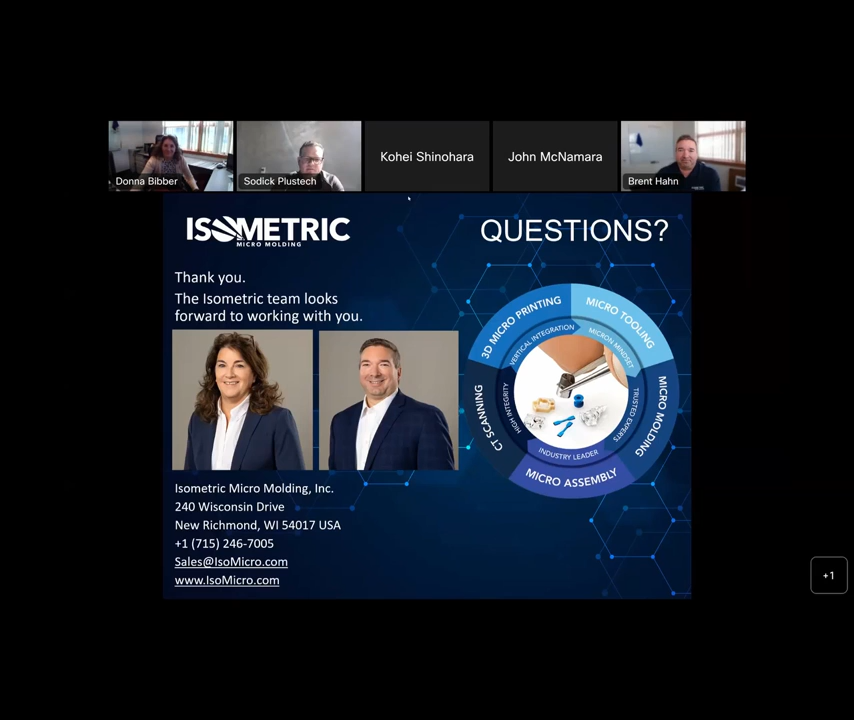 Donna Bibber
Sodick Plustech
Kohei Shinohara
John McNamara
Brent Hahn
ISOMETRIC
MICRO MOLDING
QUESTIONS?
Thank you.
The Isometric team looks
forward to working with you.
3D MICRO PRINTING
MICRO TOOLING
MICRO MOLDING
MICRO ASSEMBLY
CT SCANNING
VERTICAL INTEGRATION
MICRON MINDSET
TRUSTED EXPERTS
INDUSTRY LEADER
HIGH INTEGRITY
Isometric Micro Molding, Inc.
240 Wisconsin Drive
New Richmond, WI 54017 USA
+1 (715) 246-7005
Sales@IsoMicro.com
www.IsoMicro.com
+1